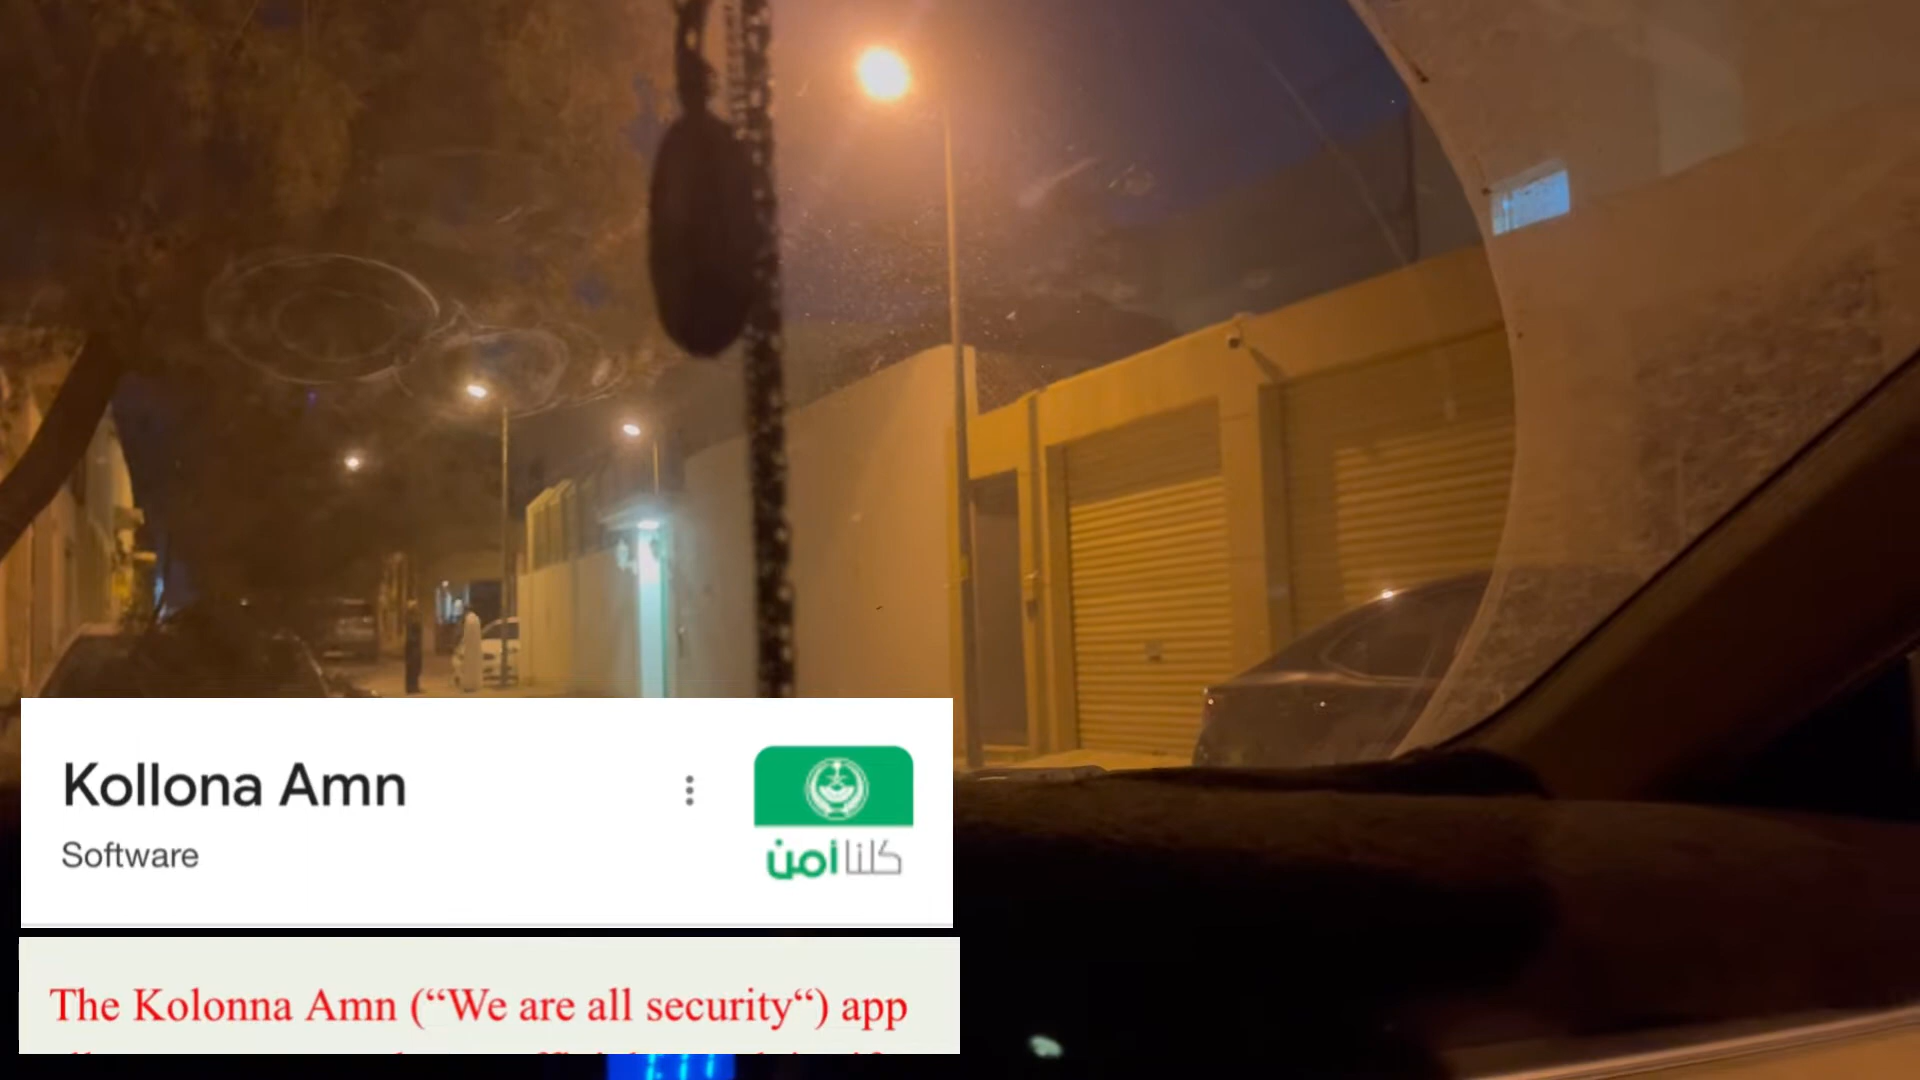 Kollona Amn
Software
كلنا أمن
The Kolonna Amn (“We are all security“) app